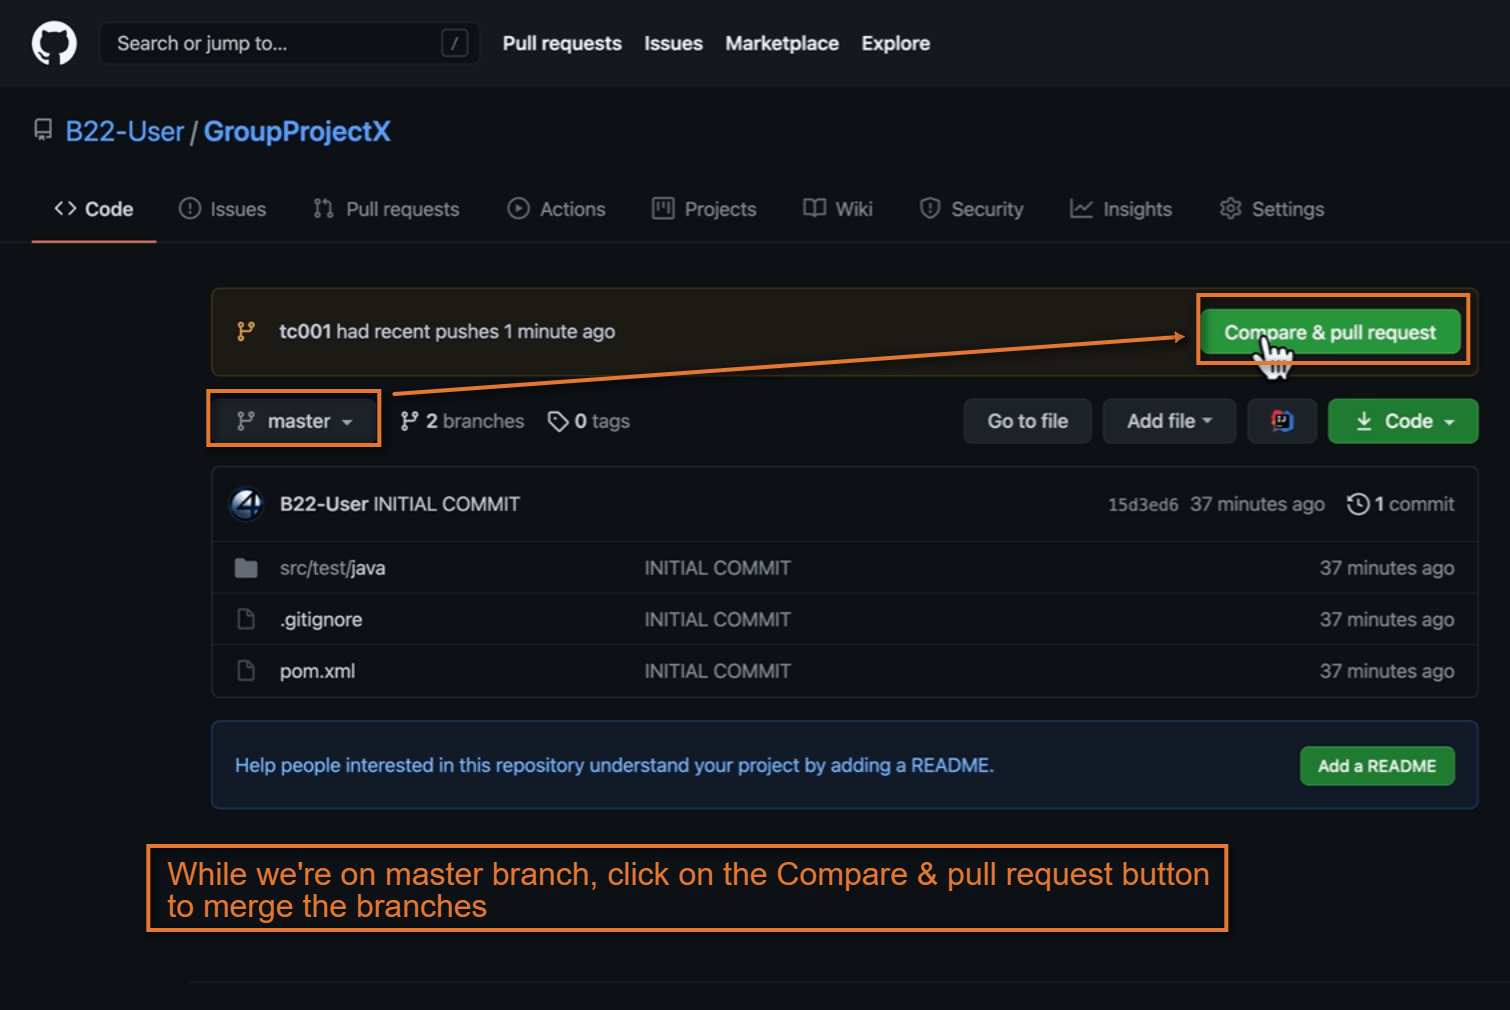 Search or jump to... /
Pull requests Issues Marketplace Explore
B22-User / GroupProjectX
<> Code Issues Pull requests Actions Projects Wiki Security Insights Settings
tc001 had recent pushes 1 minute ago Compare & pull request
master 2 branches 0 tags Go to file Add file Code
B22-User INITIAL COMMIT 15d3ed6 37 minutes ago 1 commit
src/test/java INITIAL COMMIT 37 minutes ago
.gitignore INITIAL COMMIT 37 minutes ago
pom.xml INITIAL COMMIT 37 minutes ago
Help people interested in this repository understand your project by adding a README. Add a README
While we're on master branch, click on the Compare & pull request button
to merge the branches